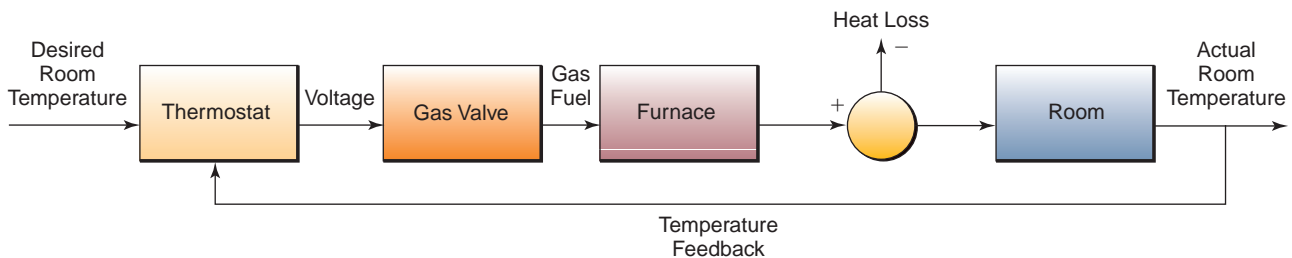 Heat Loss
−
Desired
Room
Temperature
Thermostat
Voltage
Gas Valve
Gas
Fuel
Furnace
+
Room
Actual
Room
Temperature
Temperature
Feedback